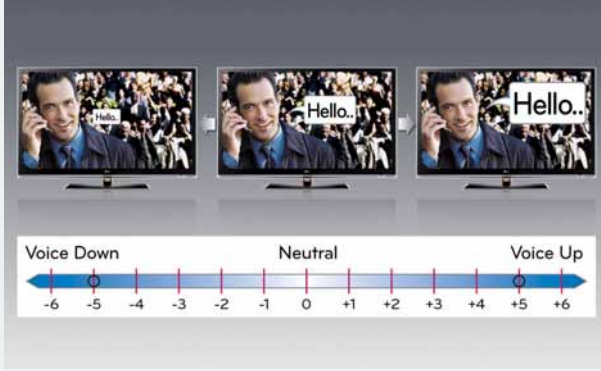 Hello..
Hello..
Hello..
Voice Down Neutral Voice Up
-6 -5 -4 -3 -2 -1 0 +1 +2 +3 +4 +5 +6